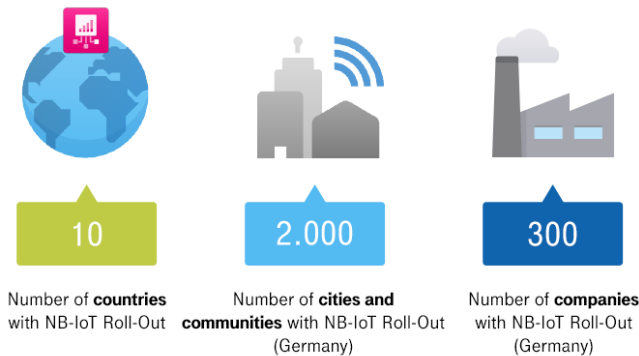 10
Number of countries
with NB-IoT Roll-Out
2.000
Number of cities and
communities with NB-IoT Roll-Out
(Germany)
300
Number of companies
with NB-IoT Roll-Out
(Germany)